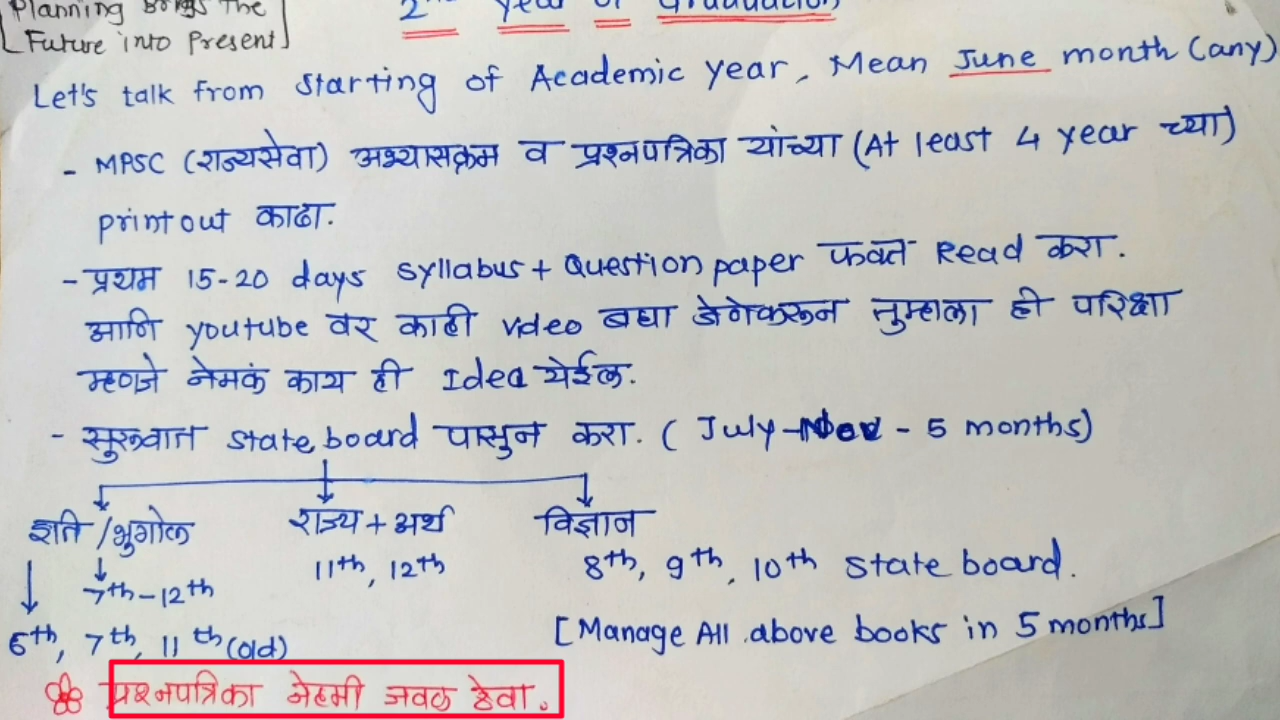 Planning Brings The
Future into Present]
2nd Year of Graduation
Let's talk from starting of Academic year, Mean June month (any)
- MPSC (राज्यसेवा) अभ्यासक्रम व प्रश्नपत्रिका यांच्या (At least 4 year च्या)
print out काढा.
- प्रथम 15-20 days syllabus + Question paper फक्त Read करा.
आणि youtube वर काही video बघा जेणेकरून तुम्हाला ही परिक्षा
म्हणजे नेमकं काय ही Idea येईल.
- सुरूवात state board पासुन करा. ( July - Nov - 5 months)
इति / भुगोल राज्य + अर्थ विज्ञान
7th - 12th 11th, 12th 8th, 9th, 10th state board.
6th, 7th, 11th (old) [Manage All above books in 5 months]
प्रश्नपत्रिका नेहमी जवळ ठेवा.